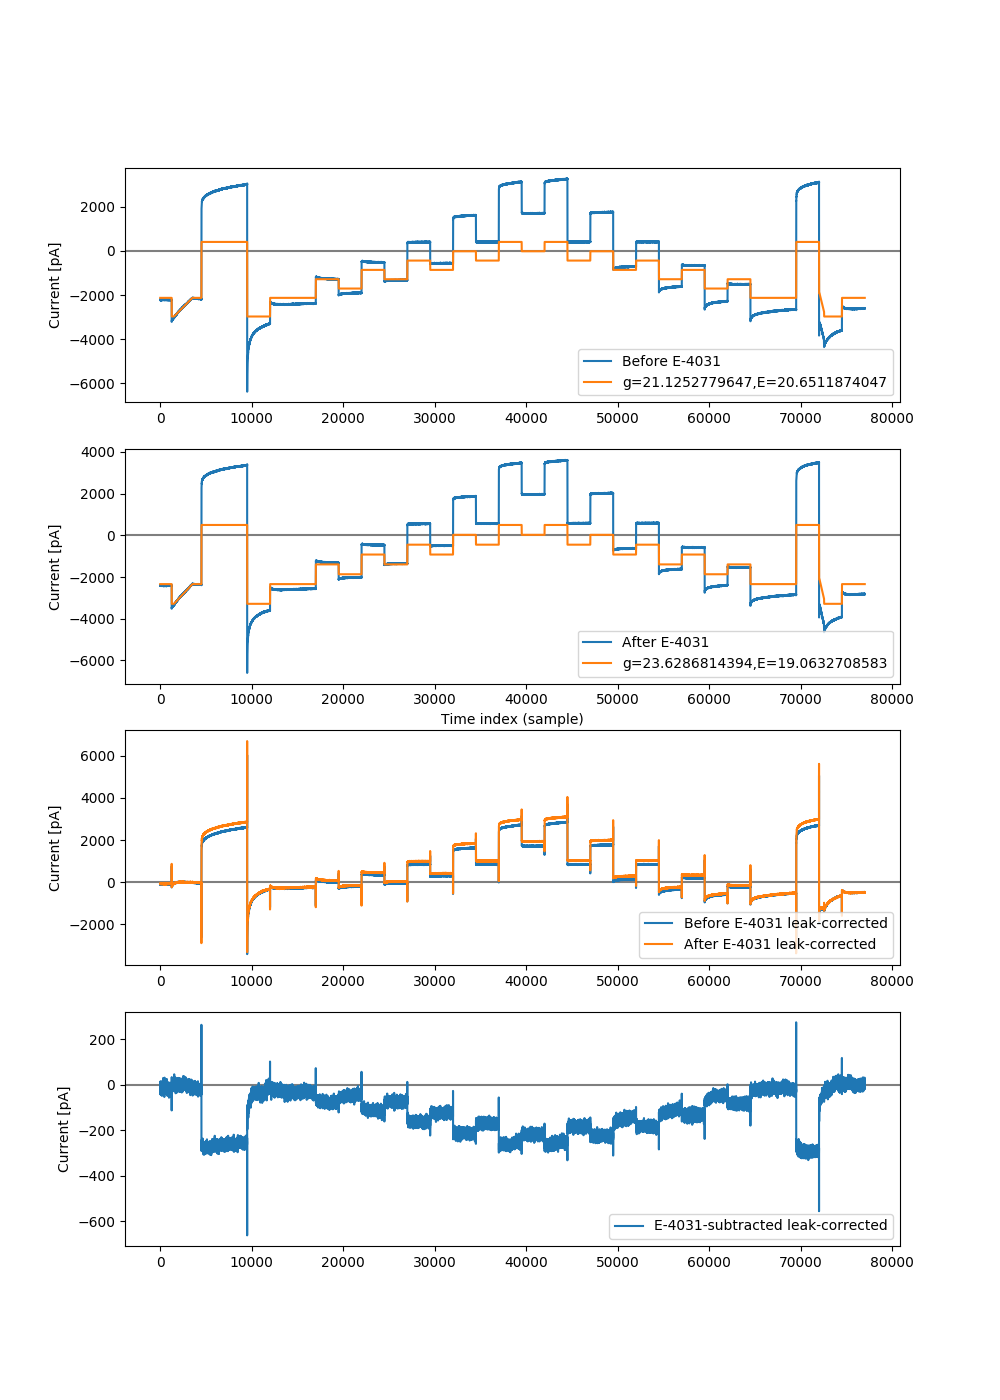 2000
0
−2000
−4000
−6000
Current [pA]
Before E-4031
g=21.1252779647,E=20.6511874047
0 10000 20000 30000 40000 50000 60000 70000 80000
4000
2000
0
−2000
−4000
−6000
Current [pA]
After E-4031
g=23.6286814394,E=19.0632708583
0 10000 20000 30000 40000 50000 60000 70000 80000
Time index (sample)
6000
4000
2000
0
−2000
Current [pA]
Before E-4031 leak-corrected
After E-4031 leak-corrected
0 10000 20000 30000 40000 50000 60000 70000 80000
200
0
−200
−400
−600
Current [pA]
E-4031-subtracted leak-corrected
0 10000 20000 30000 40000 50000 60000 70000 80000